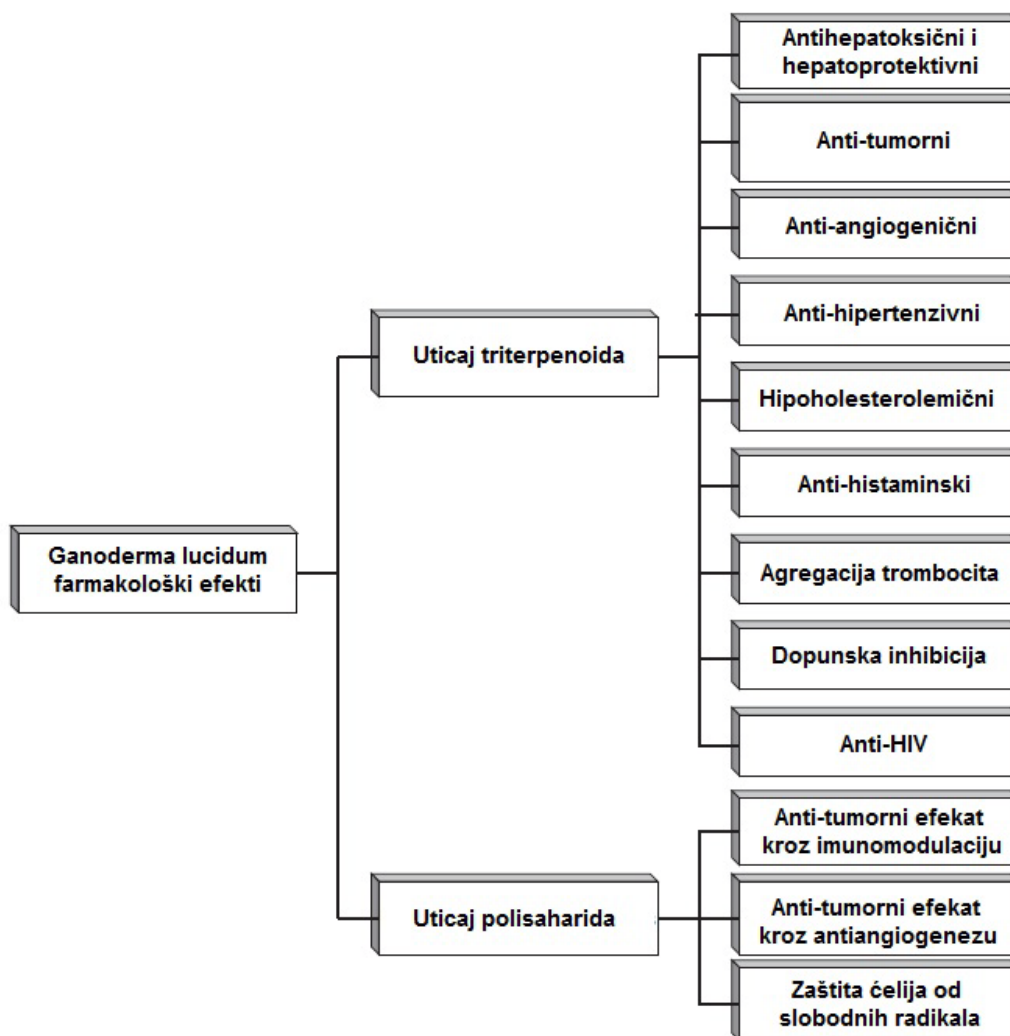 Antihepatoksični i
hepatoprotektivni
Anti-tumorni
Anti-angiogenični
Anti-hipertenzivni
Uticaj triterpenoida
Hipoholesterolemični
Anti-histaminski
Ganoderma lucidum
farmakološki efekti
Agregacija trombocita
Dopunska inhibicija
Anti-HIV
Anti-tumorni efekat
kroz imunomodulaciju
Uticaj polisaharida
Anti-tumorni efekat
kroz antiangiogenezu
Zaštita ćelija od
slobodnih radikala